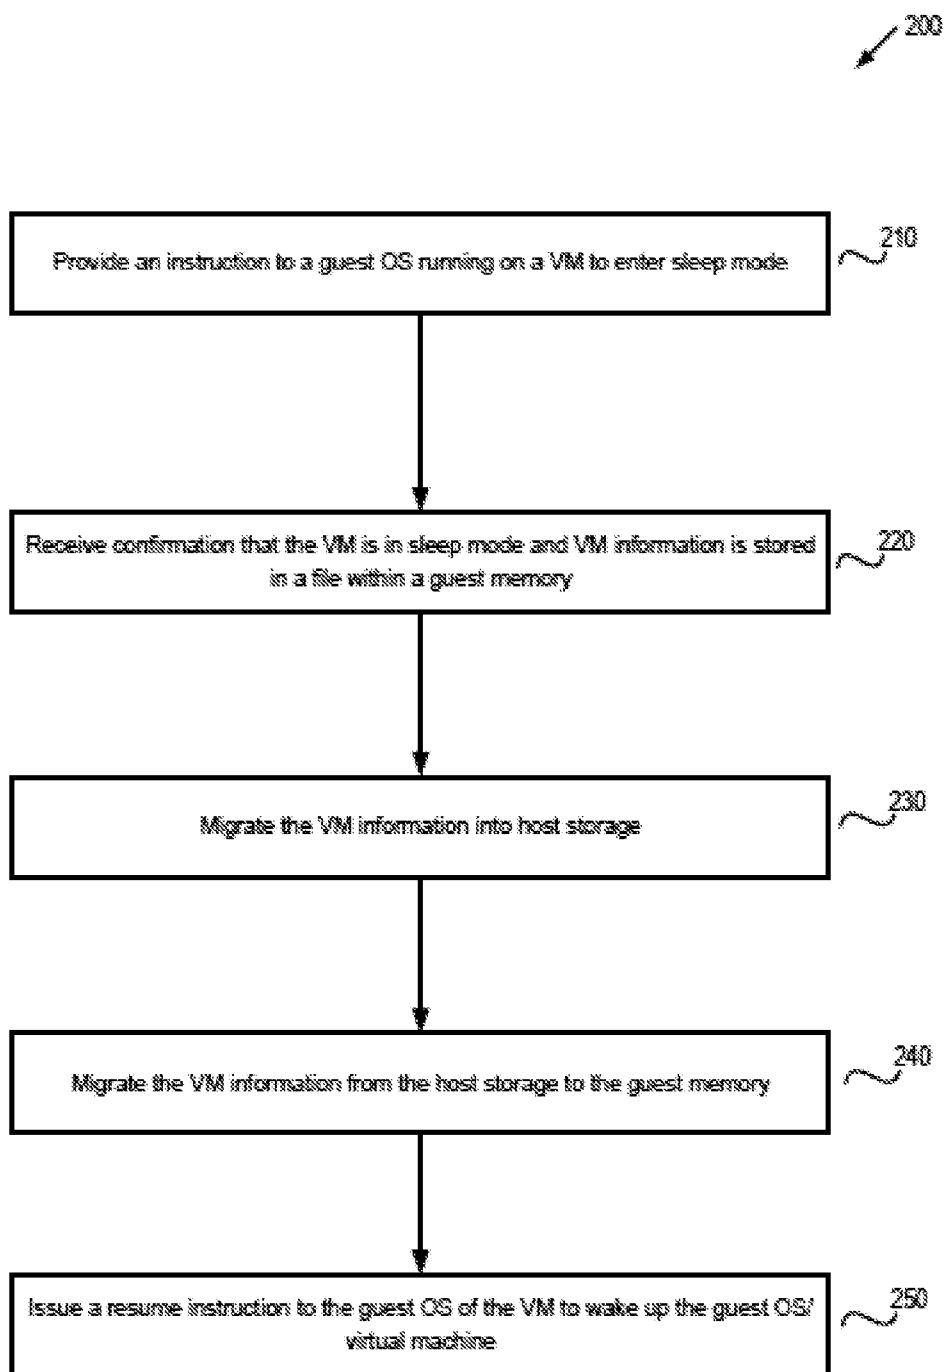 200
Provide an instruction to a guest OS running on a VM to enter sleep mode
210
Receive confirmation that the VM is in sleep mode and VM information is stored
in a file within a guest memory
220
Migrate the VM information into host storage
230
Migrate the VM information from the host storage to the guest memory
240
Issue a resume instruction to the guest OS of the VM to wake up the guest OS/
virtual machine
250